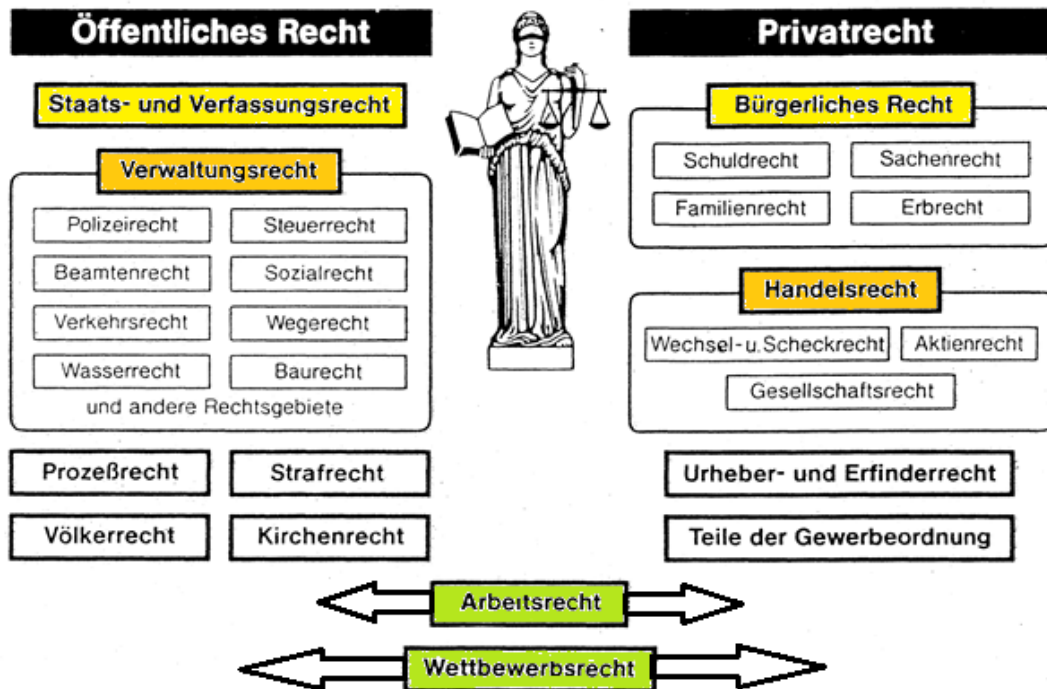 Öffentliches Recht
Staats- und Verfassungsrecht
Verwaltungsrecht
Polizeirecht
Steuerrecht
Beamtenrecht
Sozialrecht
Verkehrsrecht
Wegerecht
Wasserrecht
Baurecht
und andere Rechtsgebiete
Prozeßrecht
Strafrecht
Völkerrecht
Kirchenrecht
Privatrecht
Bürgerliches Recht
Schuldrecht
Sachenrecht
Familienrecht
Erbrecht
Handelsrecht
Wechsel- u. Scheckrecht
Aktienrecht
Gesellschaftsrecht
Urheber- und Erfinderrecht
Teile der Gewerbeordnung
Arbeitsrecht
Wettbewerbsrecht